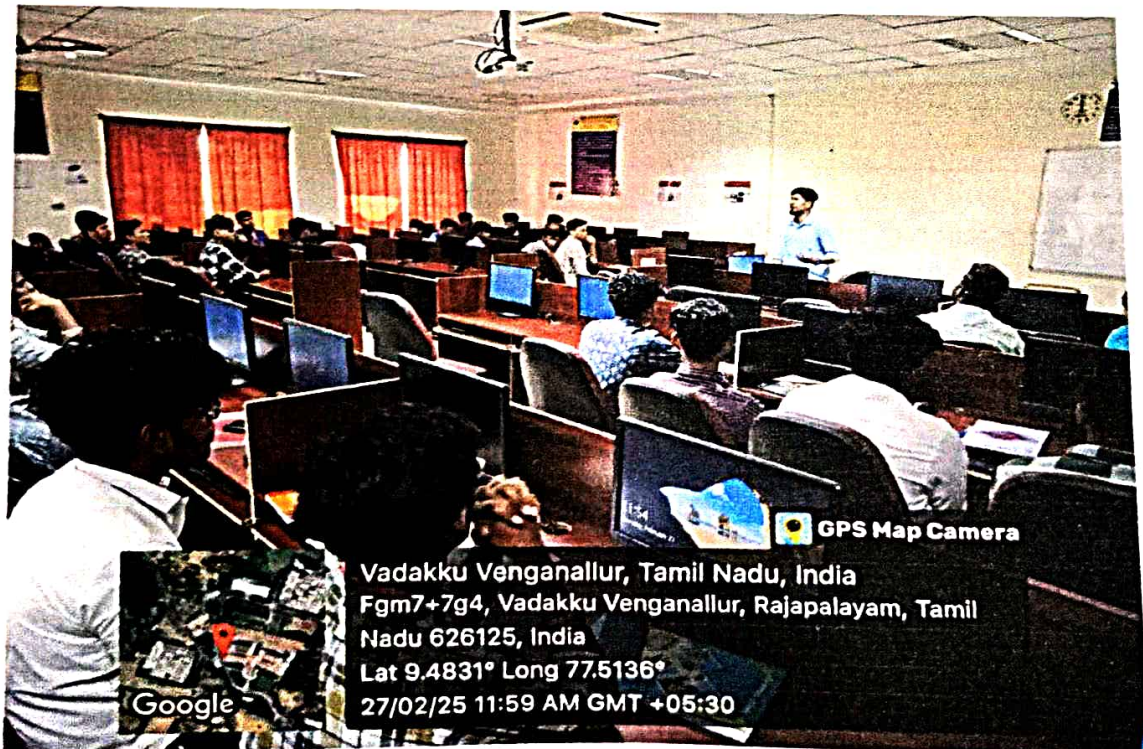 GPS Map Camera
Vadakku Venganallur, Tamil Nadu, India
Fgm7+7g4, Vadakku Venganallur, Rajapalayam, Tamil
Nadu 626125, India
Lat 9.4831° Long 77.5136°
27/02/25 11:59 AM GMT +05:30
Google